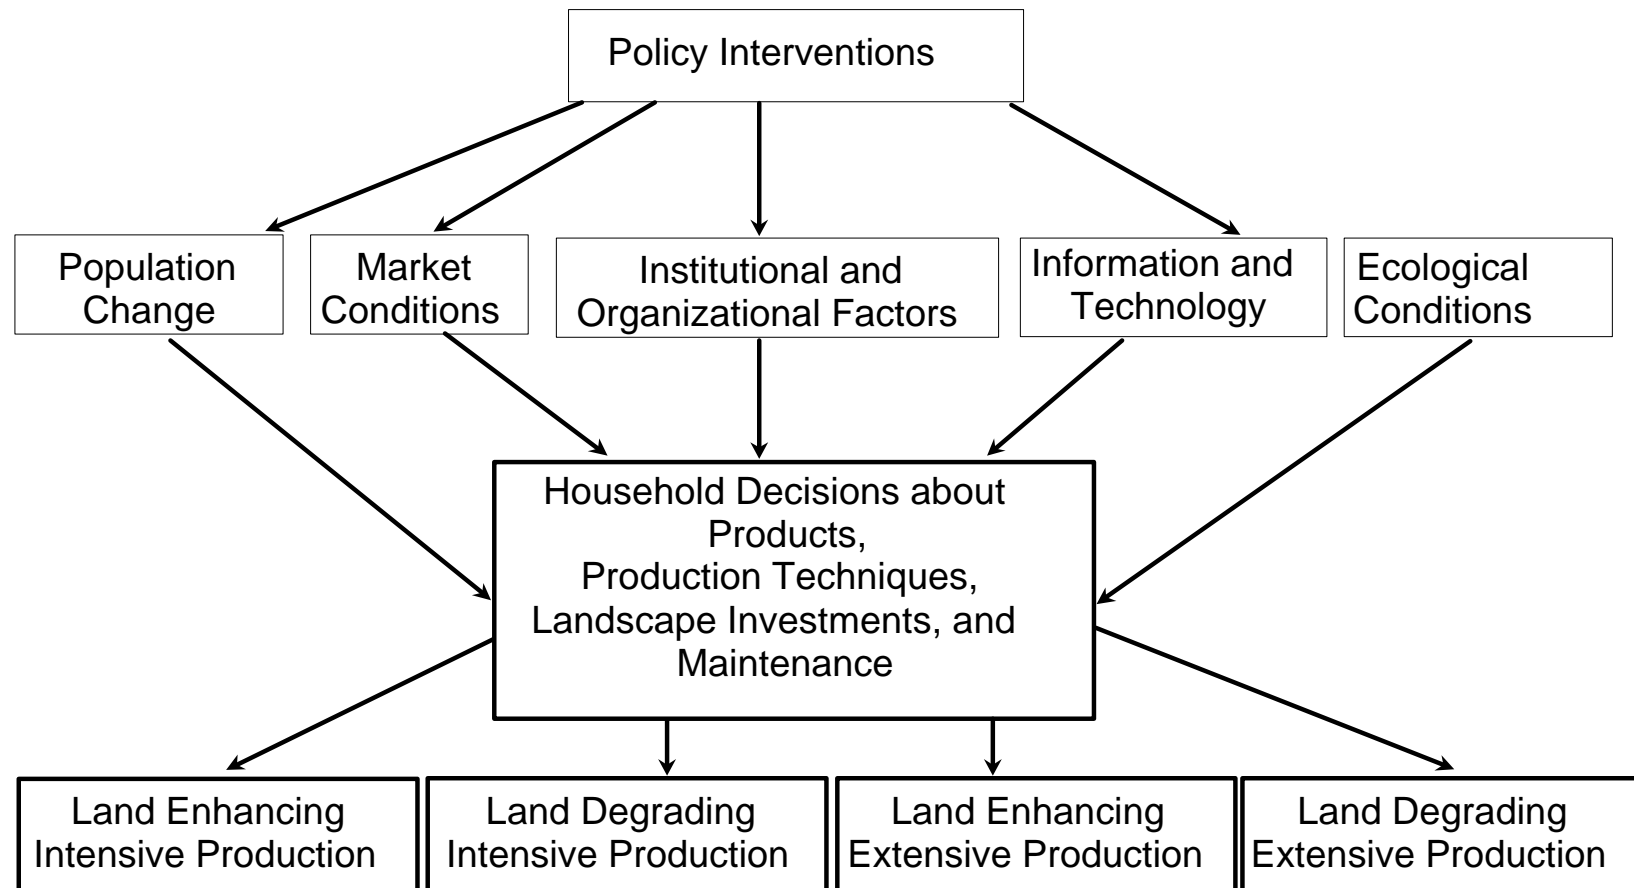 Policy Interventions
Population
Change
Market
Conditions
Institutional and
Organizational Factors
Information and
Technology
Ecological
Conditions
Household Decisions about
Products,
Production Techniques,
Landscape Investments, and
Maintenance
Land Enhancing
Intensive Production
Land Degrading
Intensive Production
Land Enhancing
Extensive Production
Land Degrading
Extensive Production